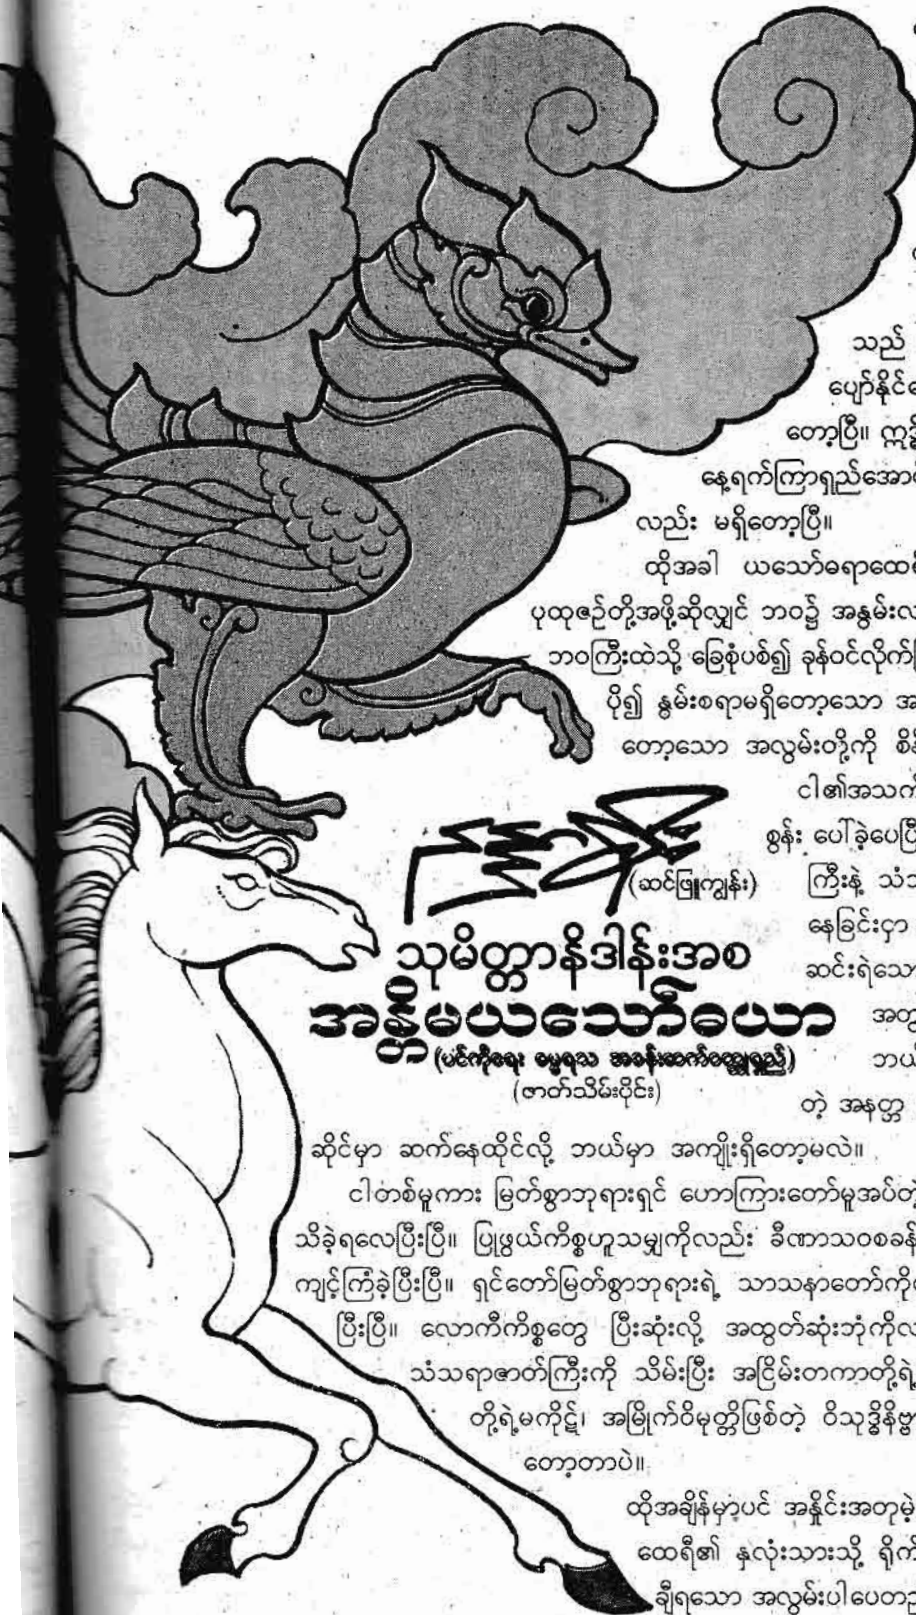 သည်
ပျော်နိုင်
တော့ပြီ။
နေ့ရက်ကြာရှည်အောင်
လည်း မရှိတော့ပြီ။
ထိုအခါ ယသော်ဓရာထေရီ
ပုထုဇဉ်တို့အဖို့ဆိုလျှင် ဘဝ၌ အနွမ်း
ဘဝကြီးထဲသို့ ခြေစုံပစ်၍ ခုန်ဝင်လိုက်
ပို၍ နွမ်းစရာမရှိတော့သော
တော့သော အလွမ်းဝဋ်ကို
ငါ၏အသက်
စွန်း ပေါ်ခဲ့ပေပြီ
(ဆင်ဖြူကျွန်း)
ကြီးနဲ့
နေခြင်းငှာ
ဆင်းရဲသော
သုမိတ္တာနိဒါန်းအစ
အန္တိမယသော်ဓယာ
(ဇာတ်သိမ်းပိုင်း)
တဲ့ အနတ္တ
ဆိုင်မှာ ဆက်နေထိုင်လို့ ဘယ်မှာ အကျိုးရှိတော့မလဲ။
ငါတစ်မူကား မြတ်စွာဘုရားရှင် ဟောကြားတော်မူအပ်တဲ့
သိခဲ့ရလေပြီးပြီ။ ပြုဖွယ်ကိစ္စဟူသမျှကိုလည်း ခီဏာသဝစခန်
ကျင့်ကြံခဲ့ပြီးပြီ။ ရှင်တော်မြတ်စွာဘုရားရဲ့ သာသနာတော်ကို
ပြီးပြီ။ လောကီကိစ္စတွေ ပြီးဆုံးလို့ အထွတ်ဆုံးဘုံကို
သံသရာဇာတ်ကြီးကို သိမ်းပြီး အငြိမ်းတကာတို့ရဲ့
တို့ရဲ့မကိုဋ်၊ အမြိုက်ဝိမုတ္တိဖြစ်တဲ့ ဝိသုဒ္ဓိနိဗ္ဗာ
တော့တာပဲ။
ထိုအချိန်မှာပင် အနှိုင်းအတုမဲ့
ထေရီ၏ နှလုံးသားသို့ ရိုက်
ချီရသော အလွမ်းပါပေတည